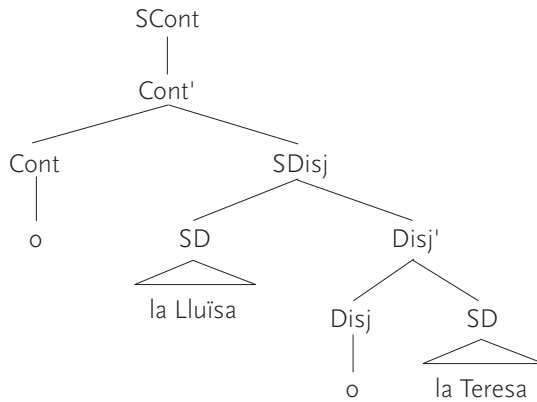 SCont
Cont'
Cont SDisj
o SD Disj'
la Lluïsa
Disj SD
o la Teresa